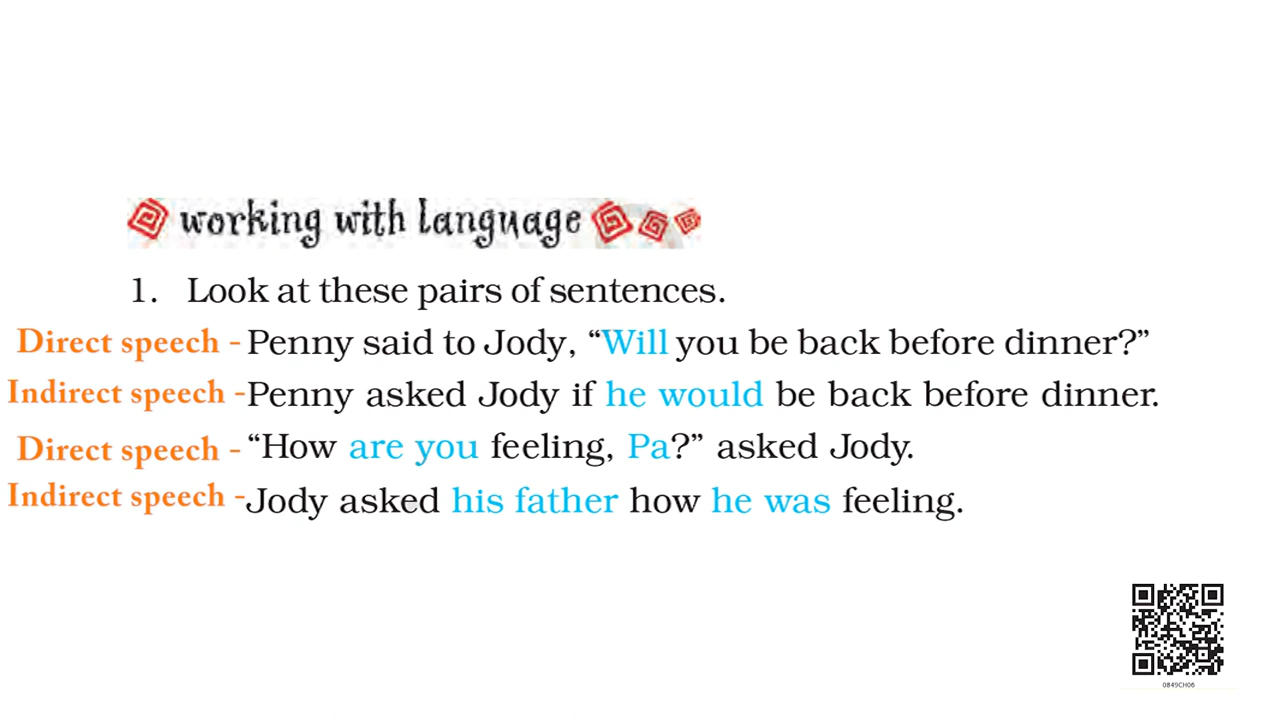 working with language
1. Look at these pairs of sentences.
Direct speech - Penny said to Jody, “Will you be back before dinner?”
Indirect speech -Penny asked Jody if he would be back before dinner.
Direct speech - “How are you feeling, Pa?” asked Jody.
Indirect speech -Jody asked his father how he was feeling.
0849CH06